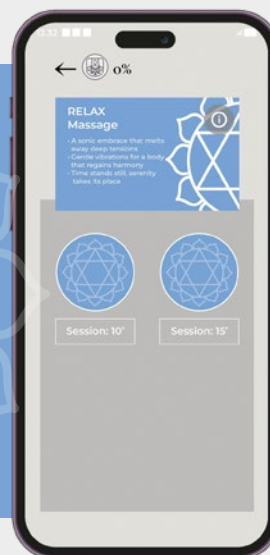 0%
RELAX
Massage
- A sonic embrace that melts
away deep tensions
- Gentle vibrations for a body
that regains harmony
- Time stands still, serenity
takes its place
Session: 10'
Session: 15'